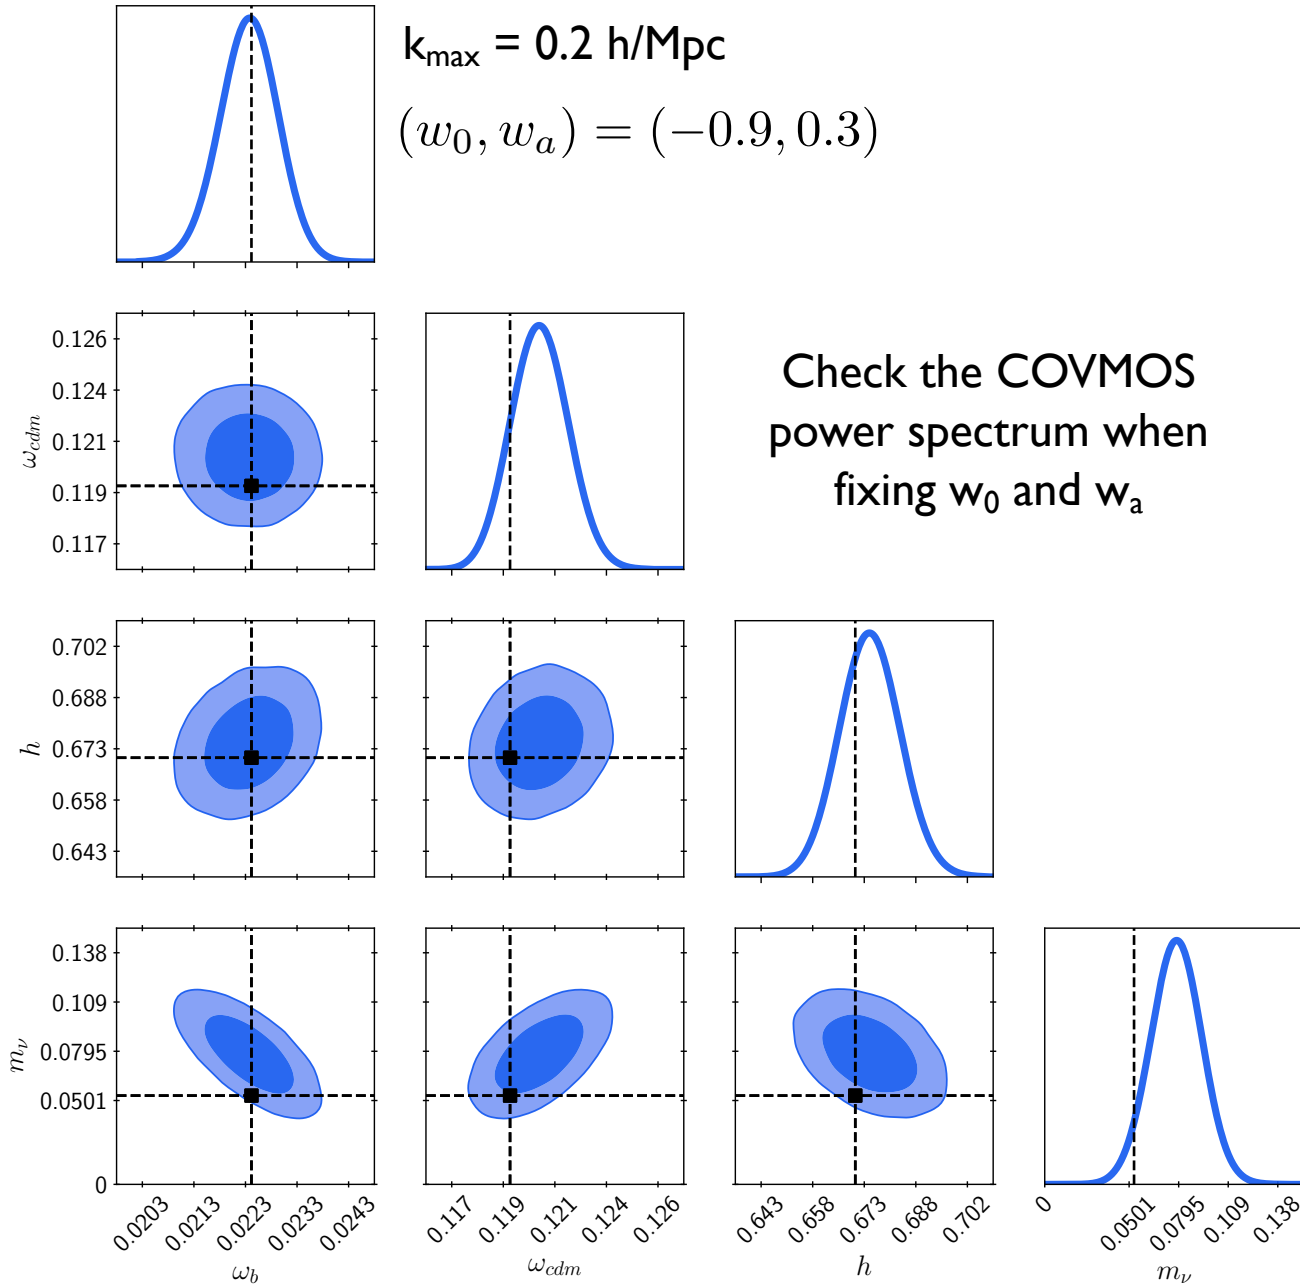 k_max = 0.2 h/Mpc
(w_0, w_a) = (−0.9, 0.3)
0.126
0.124
0.121
0.119
0.117
ω_cdm
Check the COVMOS
power spectrum when
fixing w_0 and w_a
0.702
0.688
0.673
0.658
0.643
h
0.138
0.109
0.0795
0.0501
0
m_ν
0.0203 0.0213 0.0223 0.0233 0.0243
0.117 0.119 0.121 0.124 0.126
0.643 0.658 0.673 0.688 0.702
0 0.0501 0.0795 0.109 0.138
ω_b ω_cdm h m_ν